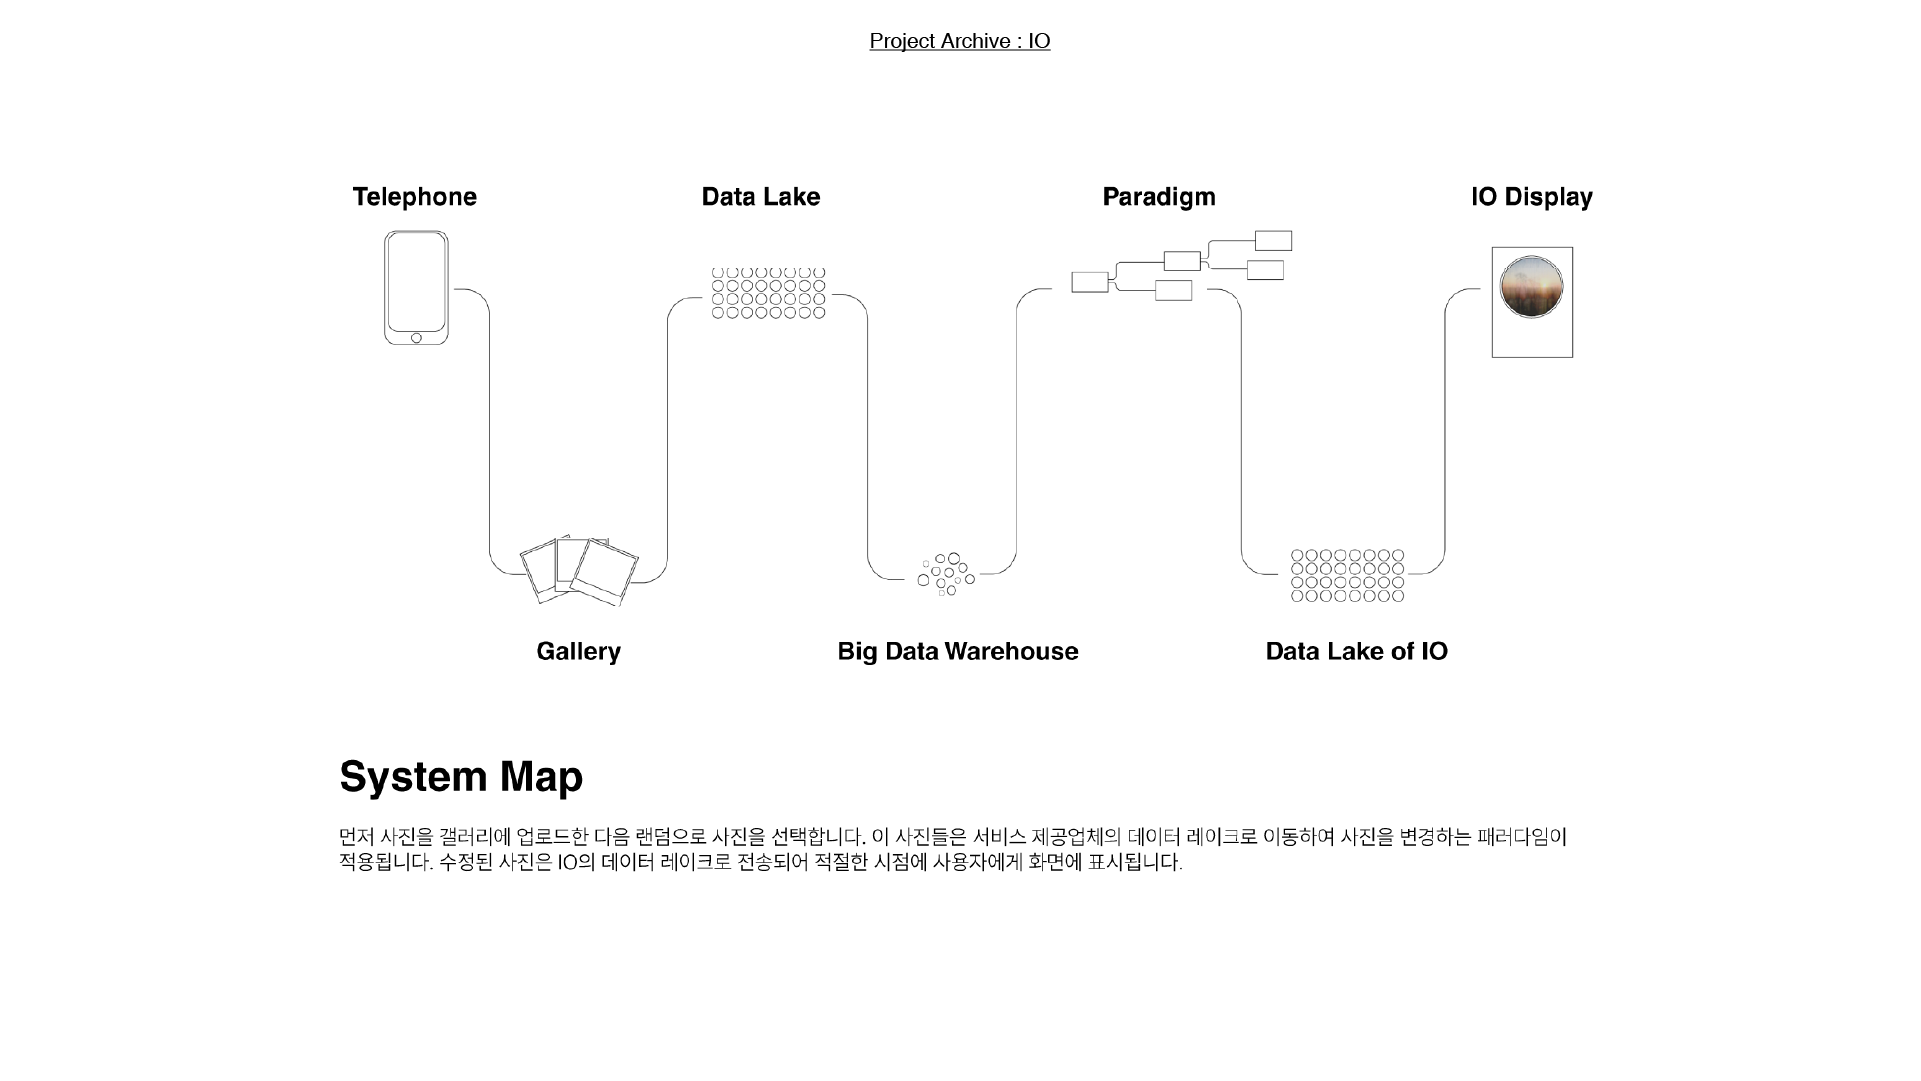 Project Archive : IO
Telephone
Data Lake
Paradigm
IO Display
Gallery
Big Data Warehouse
Data Lake of IO
System Map
먼저 사진을 갤러리에 업로드한 다음 랜덤으로 사진을 선택합니다. 이 사진들은 서비스 제공업체의 데이터 레이크로 이동하여 사진을 변경하는 패러다임이
적용됩니다. 수정된 사진은 IO의 데이터 레이크로 전송되어 적절한 시점에 사용자에게 화면에 표시됩니다.